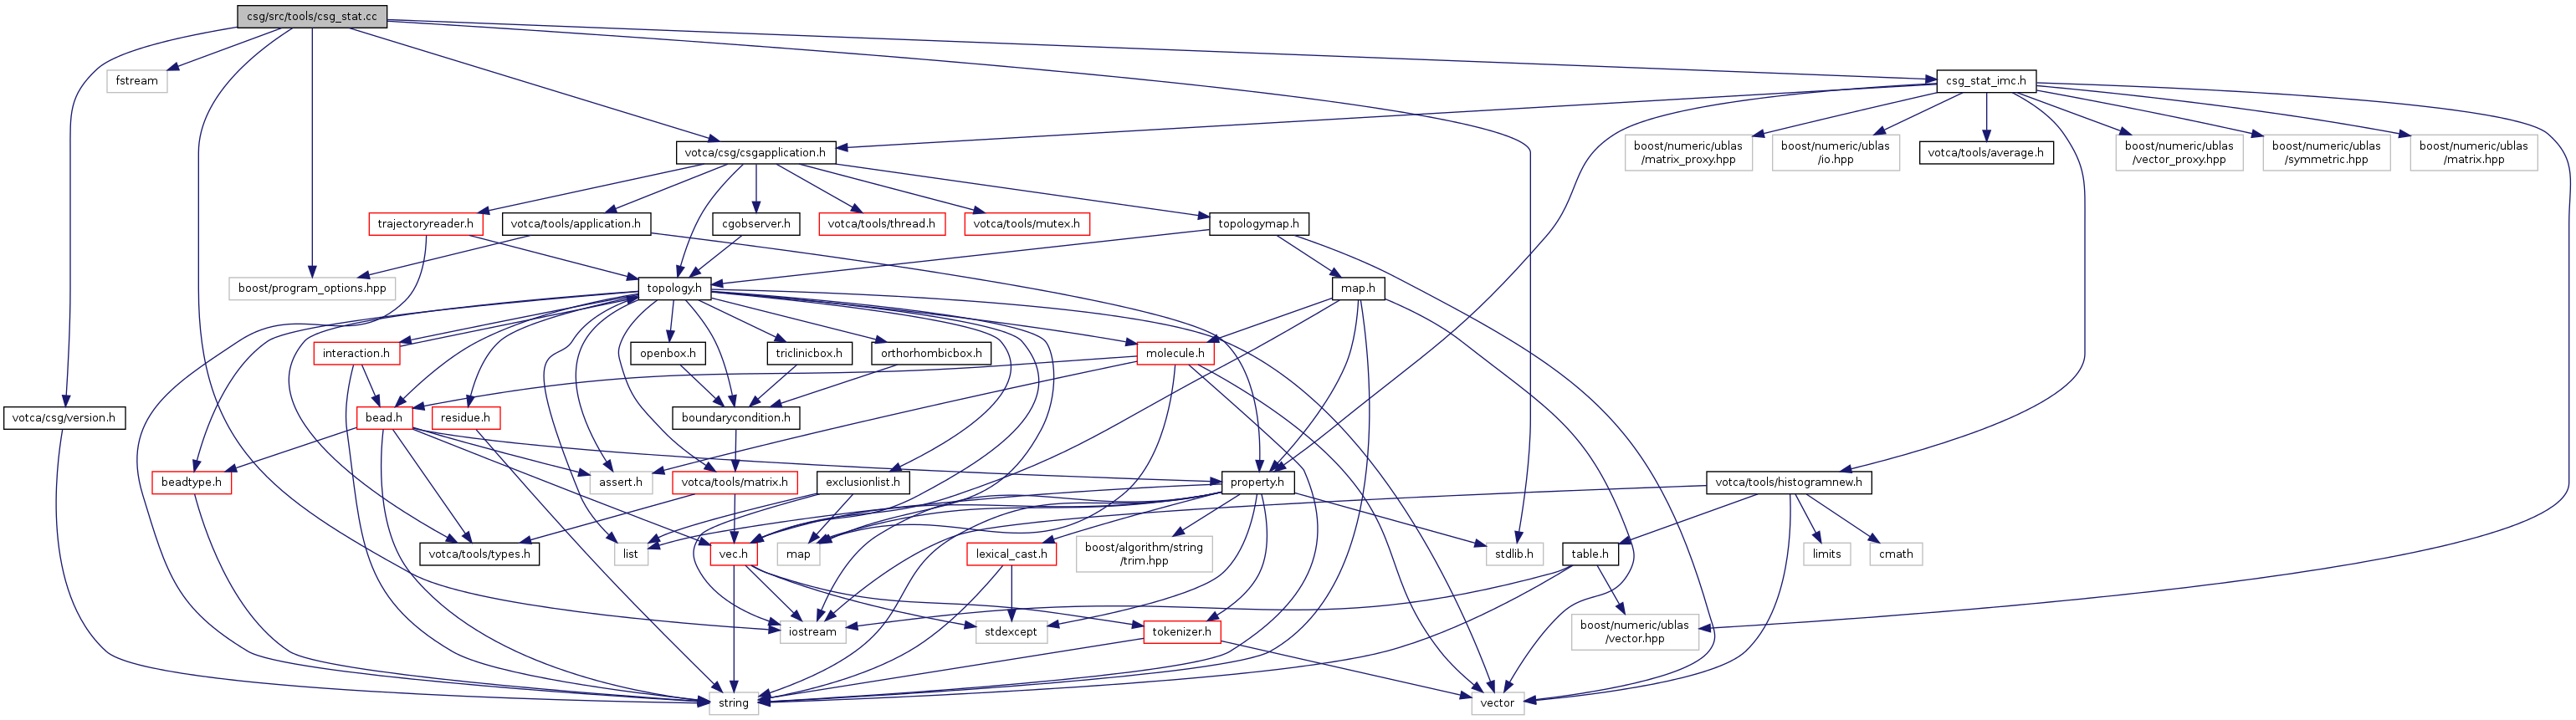 csg/src/tools/csg_stat.cc
fstream
csg_stat_imc.h
votca/csg/csgapplication.h
boost/numeric/ublas
/matrix_proxy.hpp
boost/numeric/ublas
/io.hpp
votca/tools/average.h
boost/numeric/ublas
/vector_proxy.hpp
boost/numeric/ublas
/symmetric.hpp
boost/numeric/ublas
/matrix.hpp
trajectoryreader.h
votca/tools/application.h
cgobserver.h
votca/tools/thread.h
votca/tools/mutex.h
topologymap.h
boost/program_options.hpp
topology.h
map.h
interaction.h
openbox.h
triclinicbox.h
orthorhombicbox.h
molecule.h
votca/csg/version.h
bead.h
residue.h
boundarycondition.h
beadtype.h
assert.h
votca/tools/matrix.h
exclusionlist.h
property.h
votca/tools/histogramnew.h
votca/tools/types.h
list
vec.h
map
lexical_cast.h
boost/algorithm/string
/trim.hpp
stdlib.h
table.h
limits
cmath
iostream
stdexcept
tokenizer.h
boost/numeric/ublas
/vector.hpp
string
vector